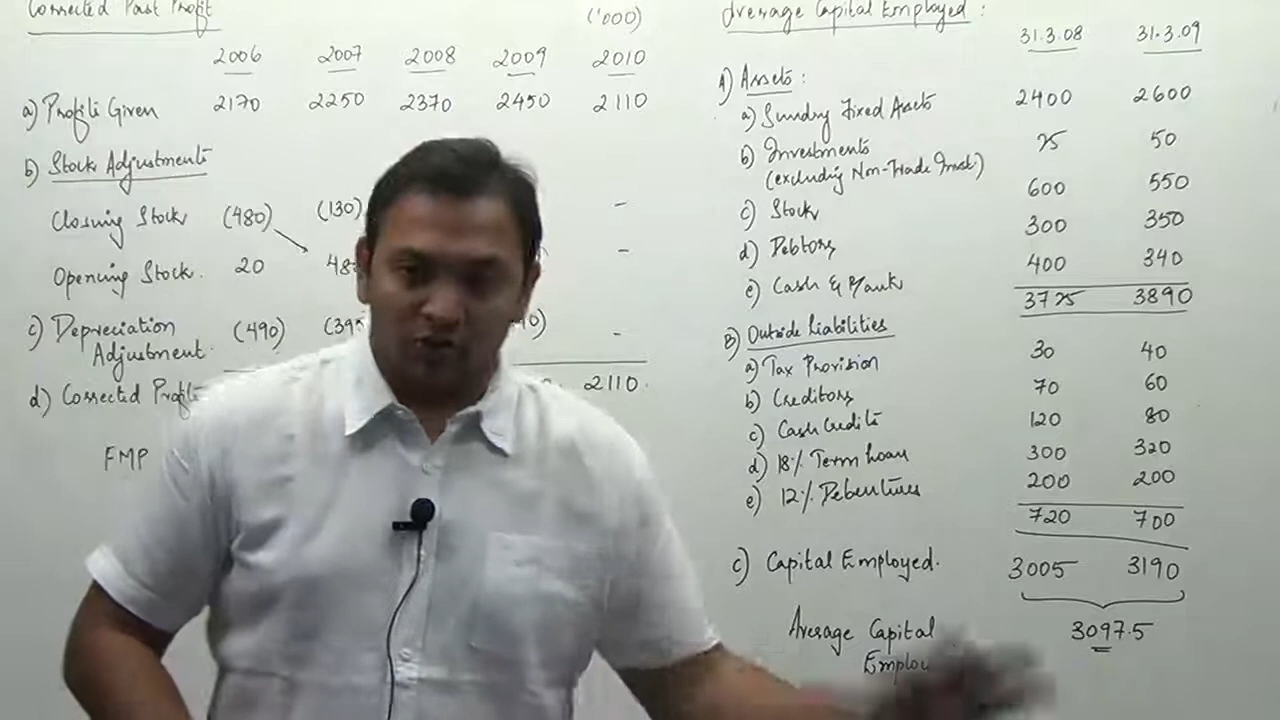 Corrected Past Profit
('000)
2006 2007 2008 2009 2010
a) Profit Given 2170 2250 2370 2450 2110
b) Stock Adjustments
Closing Stock (480) (130) -
Opening Stock. 20 -
c) Depreciation (490) -
Adjustment.
d) Corrected Profit 2110.
FMP
Average Capital Employed :
31.3.08 31.3.09
A) Assets :
a) Sundry Fixed Assets 2400 2600
b) Investments 75 50
(excluding Non-Trade Invst.)
c) Stock 600 550
d) Debtors 300 350
e) Cash & Bank 400 340
3775 3890
B) Outside Liabilities
a) Tax Provision 30 40
b) Creditors 70 60
c) Cash Credits 120 80
d) 18% Term Loan 300 320
e) 12% Debentures 200 200
720 700
c) Capital Employed. 3005 3190
Average Capital 3097.5